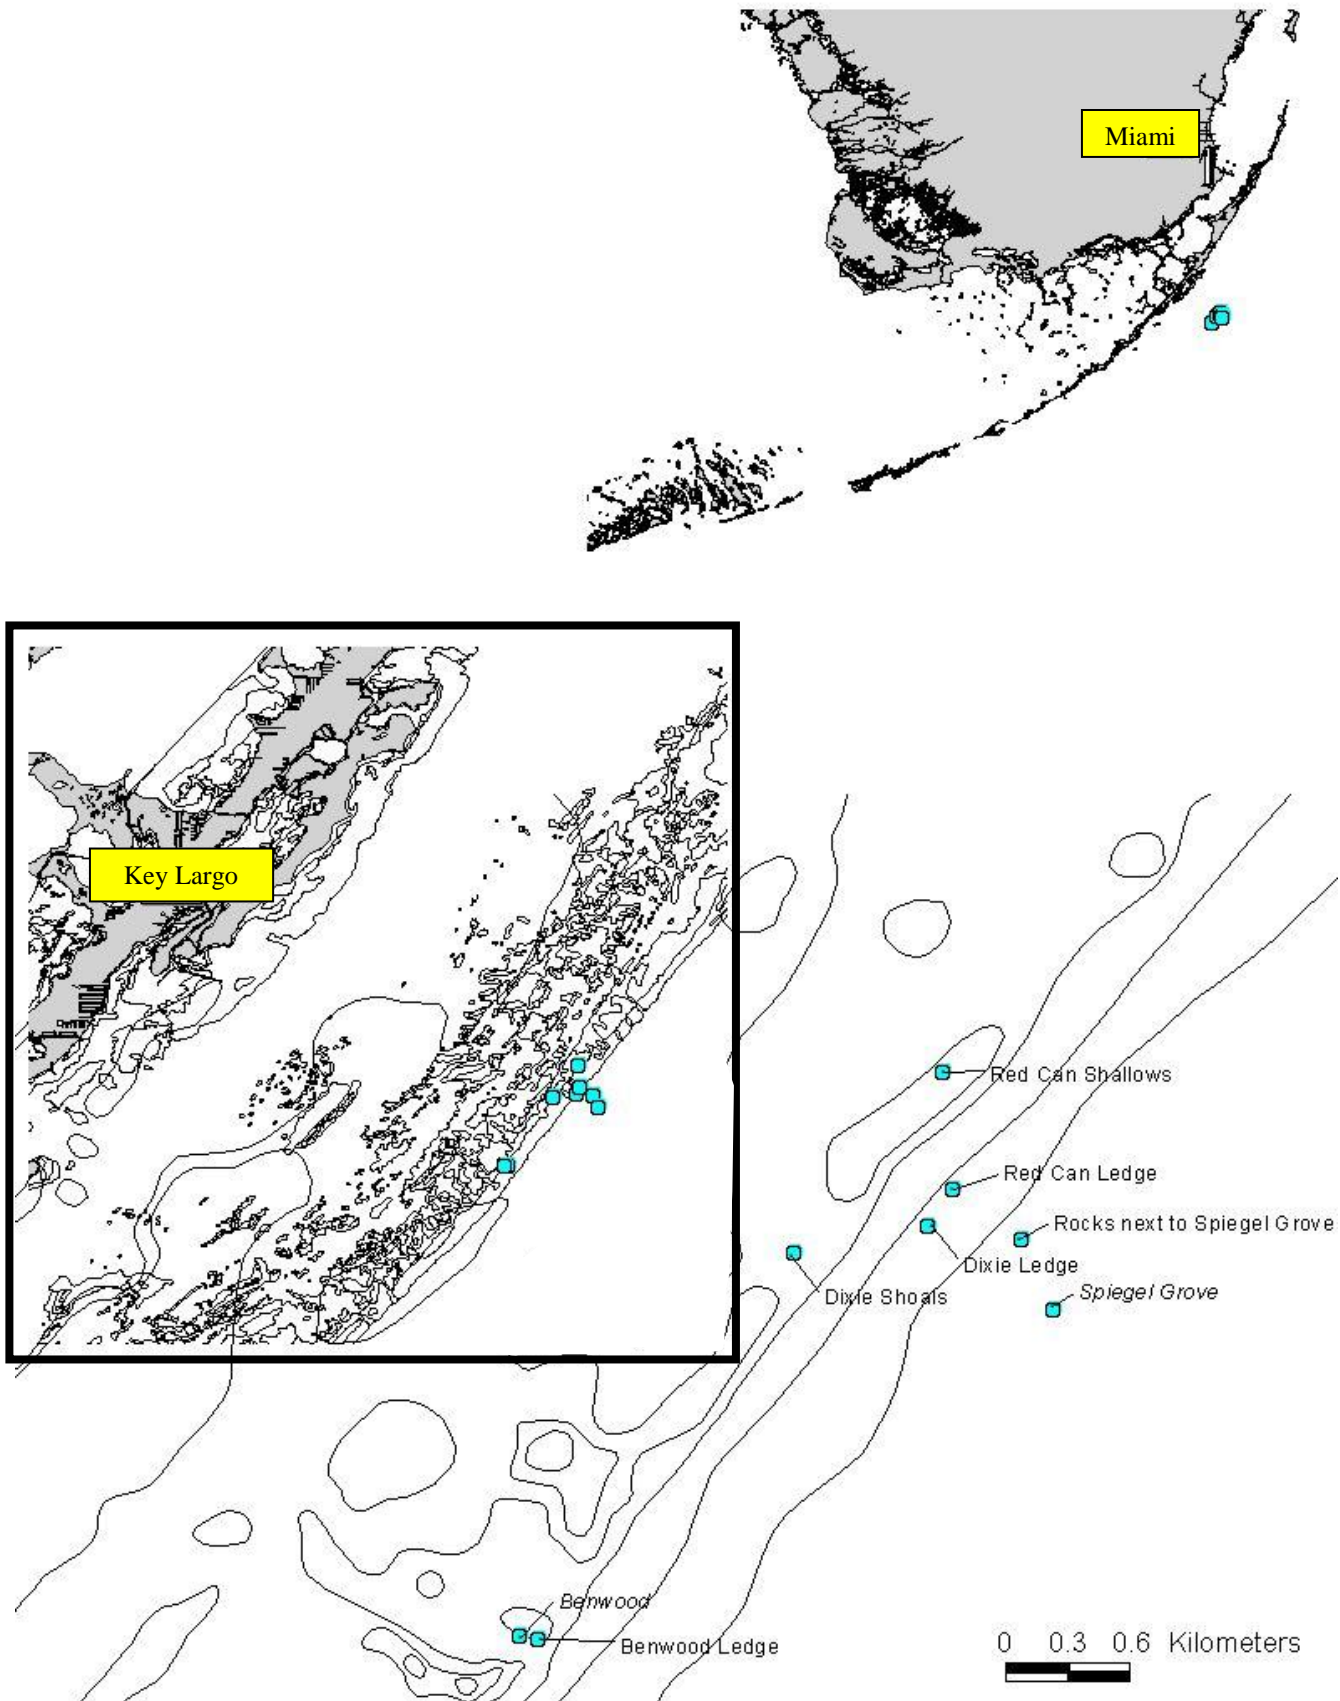 Miami
Key Largo
Red Can Shallows
Red Can Ledge
Rocks next to Spiegel Grove
Dixie Ledge
Spiegel Grove
Dixie Shoals
Benwood
Benwood Ledge
0 0.3 0.6 Kilometers